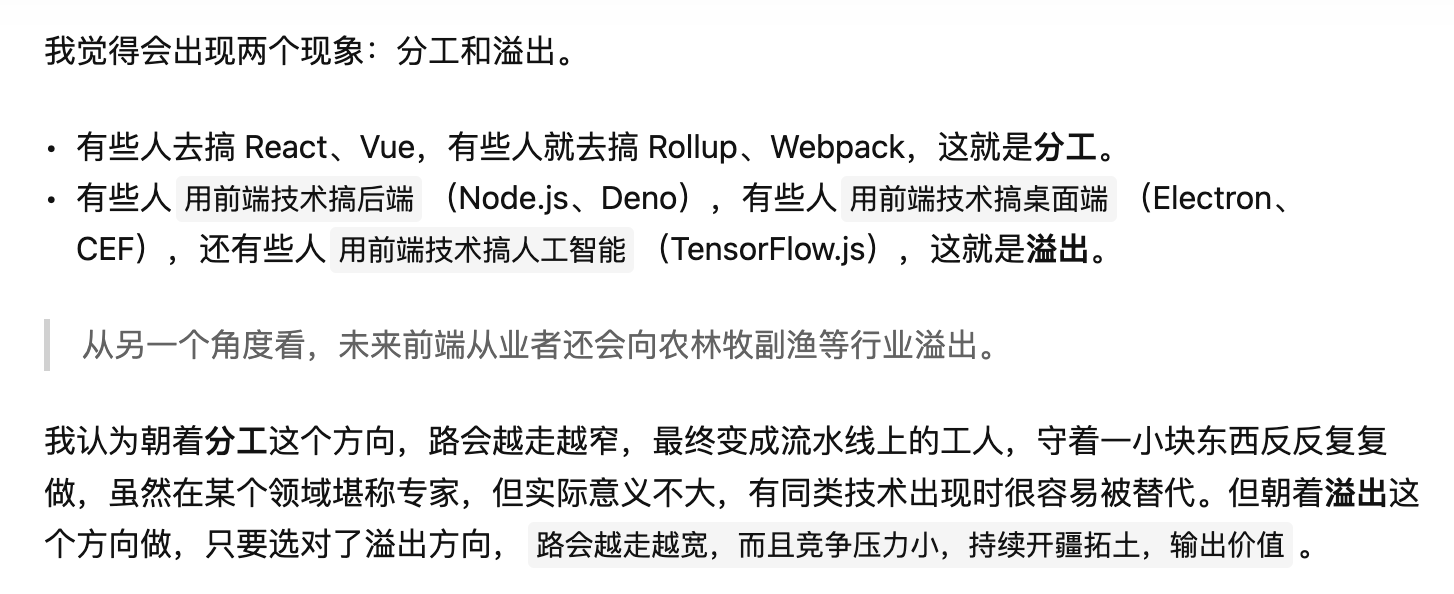 我觉得会出现两个现象：分工和溢出。
• 有些人去搞 React、Vue，有些人就去搞 Rollup、Webpack，这就是分工。
• 有些人 用前端技术搞后端 （Node.js、Deno），有些人 用前端技术搞桌面端 （Electron、
CEF），还有些人 用前端技术搞人工智能 （TensorFlow.js），这就是溢出。
从另一个角度看，未来前端从业者还会向农林牧副渔等行业溢出。
我认为朝着分工这个方向，路会越走越窄，最终变成流水线上的工人，守着一小块东西反反复复
做，虽然在某个领域堪称专家，但实际意义不大，有同类技术出现时很容易被替代。但朝着溢出这
个方向做，只要选对了溢出方向， 路会越走越宽，而且竞争压力小，持续开疆拓土，输出价值 。